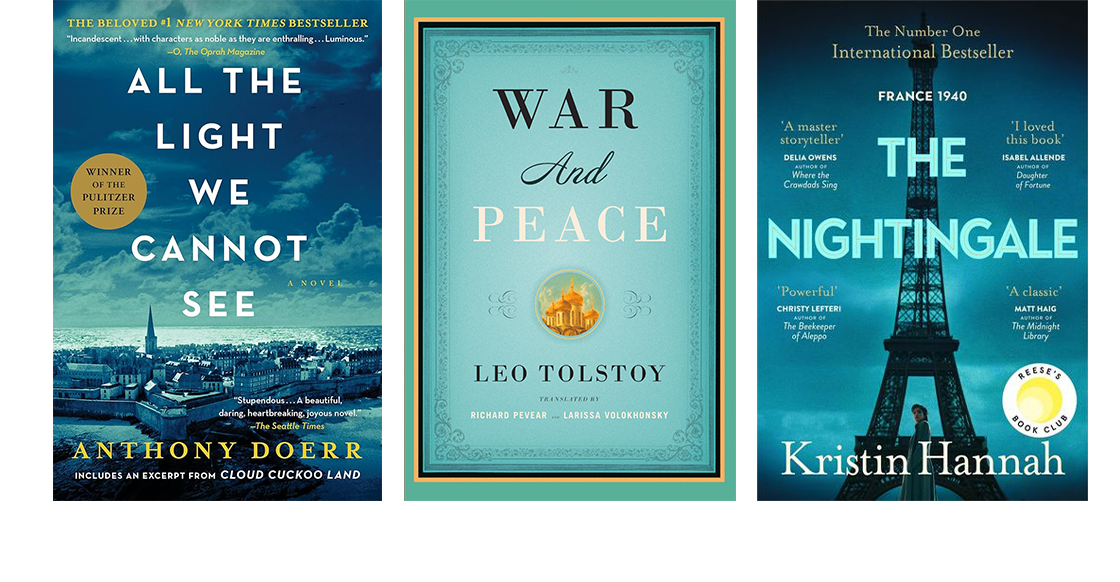 THE BELOVED #1 NEW YORK TIMES BESTSELLER
“Incandescent . . . with characters as noble as they are enthralling . . . Luminous.”
—O, The Oprah Magazine
ALL THE
LIGHT
WE
CANNOT
SEE
A NOVEL
WINNER
OF THE
PULITZER
PRIZE
“Stupendous . . . A beautiful,
daring, heartbreaking, joyous novel.”
—The Seattle Times
ANTHONY DOERR
INCLUDES AN EXCERPT FROM CLOUD CUCKOO LAND
WAR
And
PEACE
LEO TOLSTOY
TRANSLATED BY
RICHARD PEVEAR AND LARISSA VOLOKHONSKY
The Number One
International Bestseller
FRANCE 1940
'A master
storyteller'
DELIA OWENS
AUTHOR OF
Where the
Crawdads Sing
'I loved
this book'
ISABEL ALLENDE
AUTHOR OF
Daughter
of Fortune
THE
NIGHTINGALE
'Powerful'
CHRISTY LEFTERI
AUTHOR OF
The Beekeeper
of Aleppo
'A classic'
MATT HAIG
AUTHOR OF
The Midnight
Library
REESE'S
BOOK CLUB
Kristin Hannah